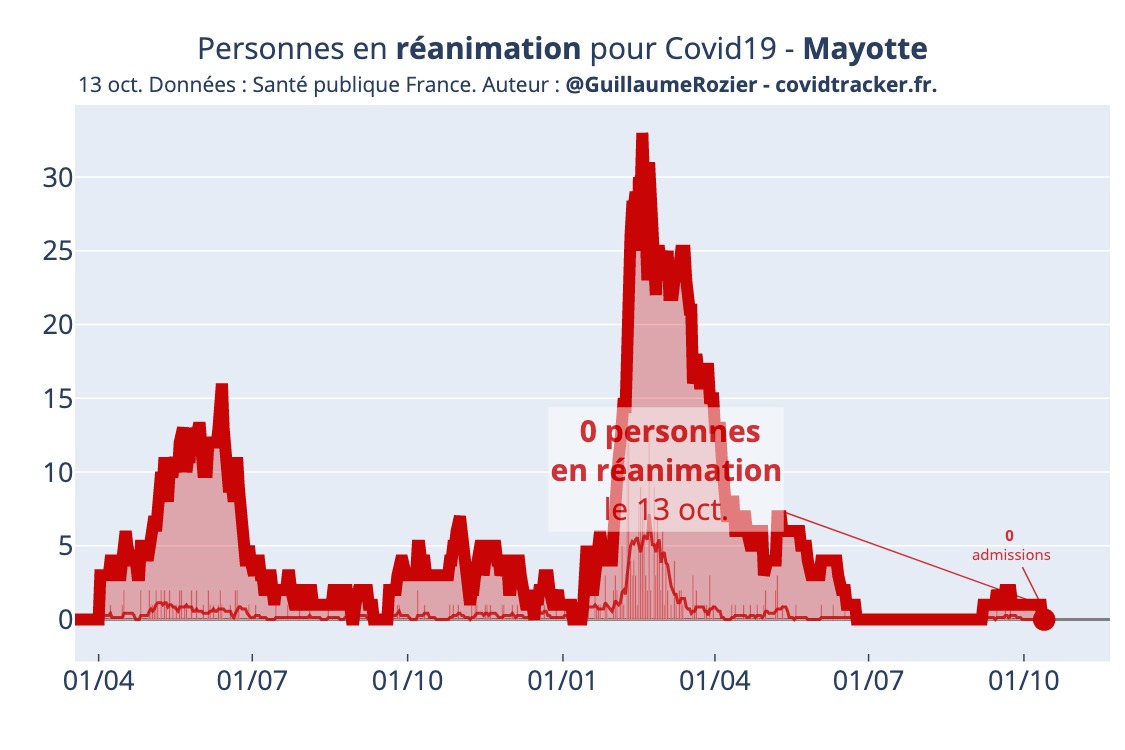 Personnes en réanimation pour Covid19 - Mayotte
13 oct. Données : Santé publique France. Auteur : @GuillaumeRozier - covidtracker.fr.
30
25
20
15
10
5
0
0 personnes
en réanimation
le 13 oct.
0
admissions
01/04
01/07
01/10
01/01
01/04
01/07
01/10